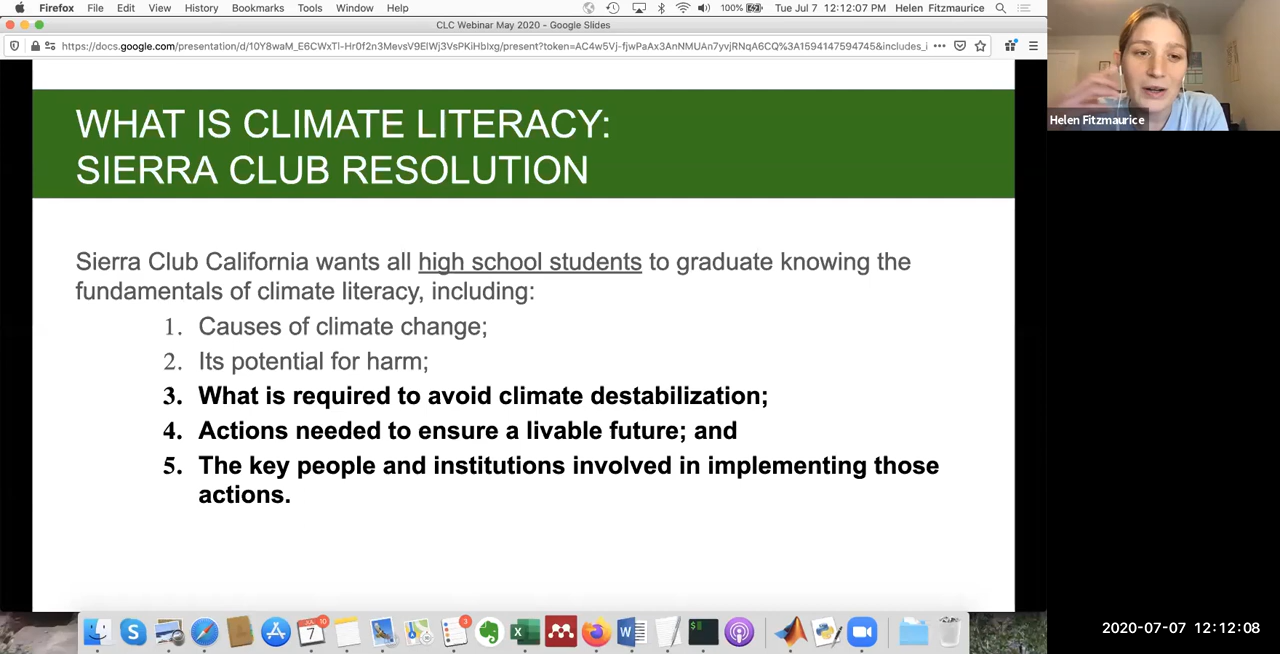 Firefox File Edit View History Bookmarks Tools Window Help 100% Tue Jul 7 12:12:07 PM Helen Fitzmaurice
CLC Webinar May 2020 - Google Slides
WHAT IS CLIMATE LITERACY:
SIERRA CLUB RESOLUTION
Sierra Club California wants all high school students to graduate knowing the
fundamentals of climate literacy, including:
1. Causes of climate change;
2. Its potential for harm;
3. What is required to avoid climate destabilization;
4. Actions needed to ensure a livable future; and
5. The key people and institutions involved in implementing those
actions.
Helen Fitzmaurice
2020-07-07 12:12:08